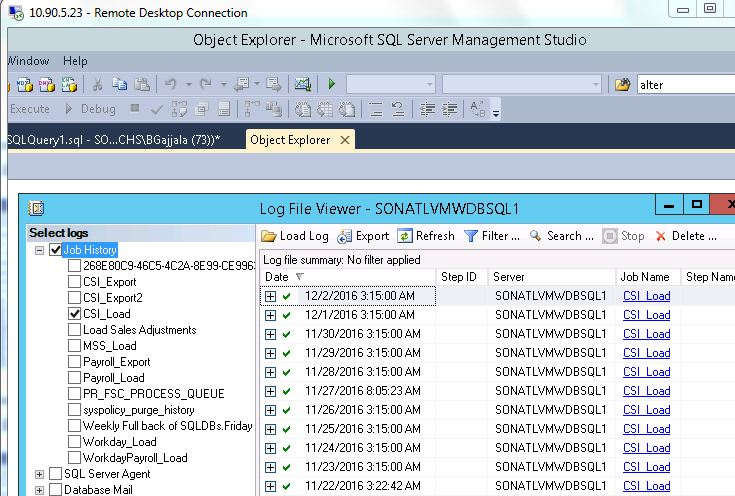 10.90.5.23 - Remote Desktop Connection
Object Explorer - Microsoft SQL Server Management Studio
Window Help
alter
Execute Debug
SQLQuery1.sql - SO...CHS\BGajjala (73))* Object Explorer
Log File Viewer - SONATLVMWDBSQL1
Select logs
Load Log Export Refresh Filter ... Search ... Stop Delete ...
Log file summary: No filter applied
Date Step ID Server Job Name Step Name
Job History
268E80C9-46C5-4C2A-8E99-CE996
CSI_Export
CSI_Export2
CSI_Load
Load Sales Adjustments
MSS_Load
Payroll_Export
Payroll_Load
PR_FSC_PROCESS_QUEUE
syspolicy_purge_history
Weekly Full back of SQLDBs.Friday
Workday_Load
WorkdayPayroll_Load
SQL Server Agent
Database Mail
12/2/2016 3:15:00 AM SONATLVMWDBSQL1 CSI_Load
12/1/2016 3:15:00 AM SONATLVMWDBSQL1 CSI_Load
11/30/2016 3:15:00 AM SONATLVMWDBSQL1 CSI_Load
11/29/2016 3:15:00 AM SONATLVMWDBSQL1 CSI_Load
11/28/2016 3:15:00 AM SONATLVMWDBSQL1 CSI_Load
11/27/2016 8:05:23 AM SONATLVMWDBSQL1 CSI_Load
11/26/2016 3:15:00 AM SONATLVMWDBSQL1 CSI_Load
11/25/2016 3:15:00 AM SONATLVMWDBSQL1 CSI_Load
11/24/2016 3:15:00 AM SONATLVMWDBSQL1 CSI_Load
11/23/2016 3:15:00 AM SONATLVMWDBSQL1 CSI_Load
11/22/2016 3:22:42 AM SONATLVMWDBSQL1 CSI_Load